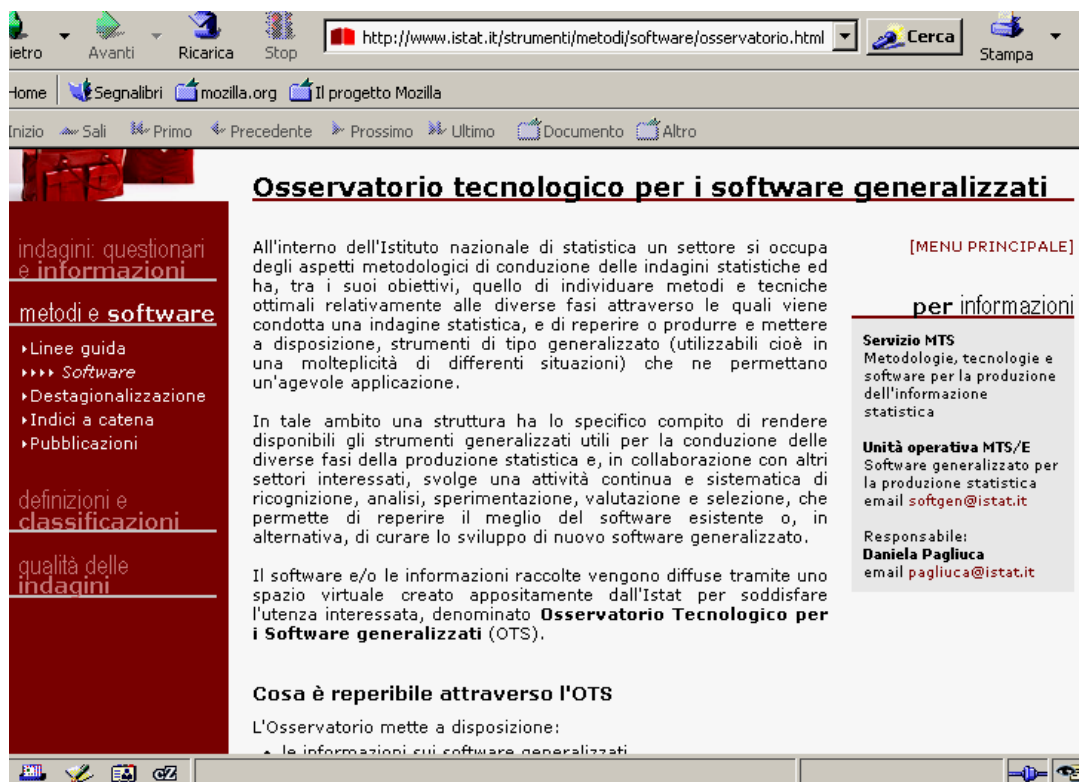 ietro Avanti Ricarica Stop http://www.istat.it/strumenti/metodi/software/osservatorio.html Cerca Stampa
Home Segnalibri mozilla.org Il progetto Mozilla
Inizio Sali Primo Precedente Prossimo Ultimo Documento Altro
Osservatorio tecnologico per i software generalizzati
indagini: questionari
e informazioni
metodi e software
Linee guida
Software
Destagionalizzazione
Indici a catena
Pubblicazioni
definizioni e
classificazioni
qualità delle
indagini
All'interno dell'Istituto nazionale di statistica un settore si occupa
degli aspetti metodologici di conduzione delle indagini statistiche ed
ha, tra i suoi obiettivi, quello di individuare metodi e tecniche
ottimali relativamente alle diverse fasi attraverso le quali viene
condotta una indagine statistica, e di reperire o produrre e mettere
a disposizione, strumenti di tipo generalizzato (utilizzabili cioè in
una molteplicità di differenti situazioni) che ne permettano
un'agevole applicazione.
In tale ambito una struttura ha lo specifico compito di rendere
disponibili gli strumenti generalizzati utili per la conduzione delle
diverse fasi della produzione statistica e, in collaborazione con altri
settori interessati, svolge una attività continua e sistematica di
ricognizione, analisi, sperimentazione, valutazione e selezione, che
permette di reperire il meglio del software esistente o, in
alternativa, di curare lo sviluppo di nuovo software generalizzato.
Il software e/o le informazioni raccolte vengono diffuse tramite uno
spazio virtuale creato appositamente dall'Istat per soddisfare
l'utenza interessata, denominato Osservatorio Tecnologico per
i Software generalizzati (OTS).
Cosa è reperibile attraverso l'OTS
L'Osservatorio mette a disposizione:
le informazioni sui software generalizzati
[MENU PRINCIPALE]
per informazioni
Servizio MTS
Metodologie, tecnologie e
software per la produzione
dell'informazione
statistica
Unità operativa MTS/E
Software generalizzato per
la produzione statistica
email softgen@istat.it
Responsabile:
Daniela Pagliuca
email pagliuca@istat.it